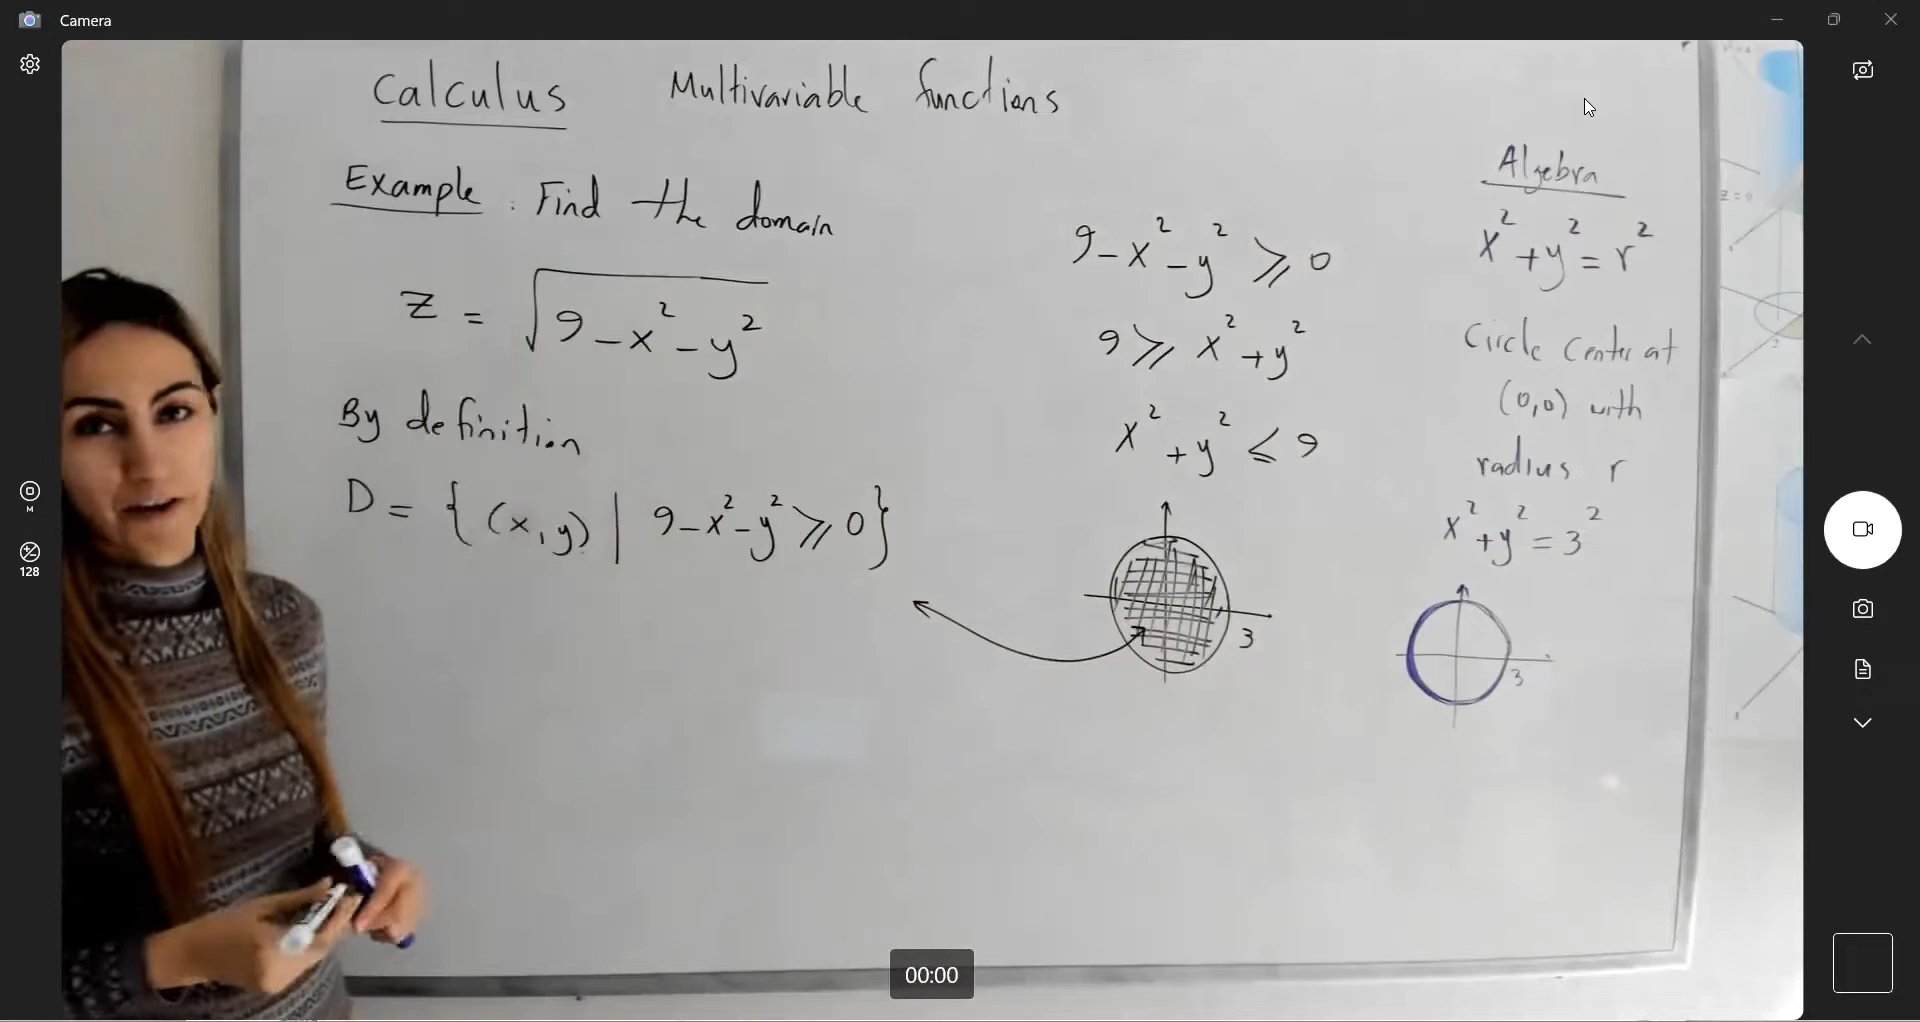 Camera
Calculus Multivariable functions
Example : Find the domain
z = √(9-x²-y²)
By definition
D = { (x,y) | 9-x²-y² ⩾ 0}
9-x²-y² ⩾ 0
9 ⩾ x²+y²
x²+y² ⩽ 9
3
Algebra
x²+y² = r²
Circle Center at
(0,0) with
radius r
x²+y² = 3²
3
z = 0
M
128
00:00